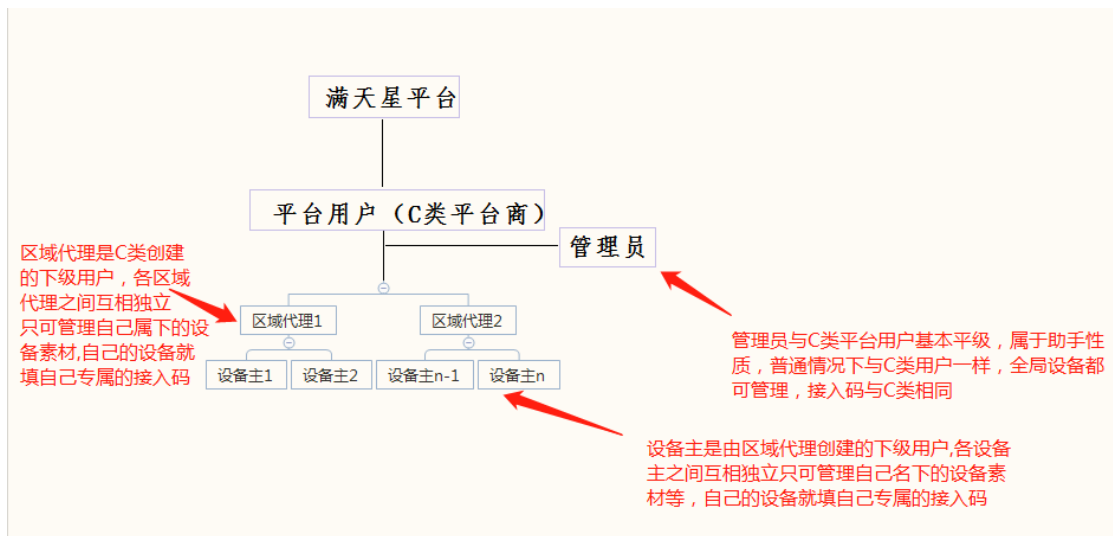 满天星平台
平台用户（C类平台商）
管理员
区域代理是C类创建
的下级用户，各区域
代理之间互相独立
只可管理自己属下的设
备素材,自己的设备就
填自己专属的接入码
区域代理1
区域代理2
设备主1
设备主2
设备主n-1
设备主n
管理员与C类平台用户基本平级，属于助手性
质，普通情况下与C类用户一样，全局设备都
可管理，接入码与C类相同
设备主是由区域代理创建的下级用户,各设备
主之间互相独立只可管理自己名下的设备素
材等，自己的设备就填自己专属的接入码